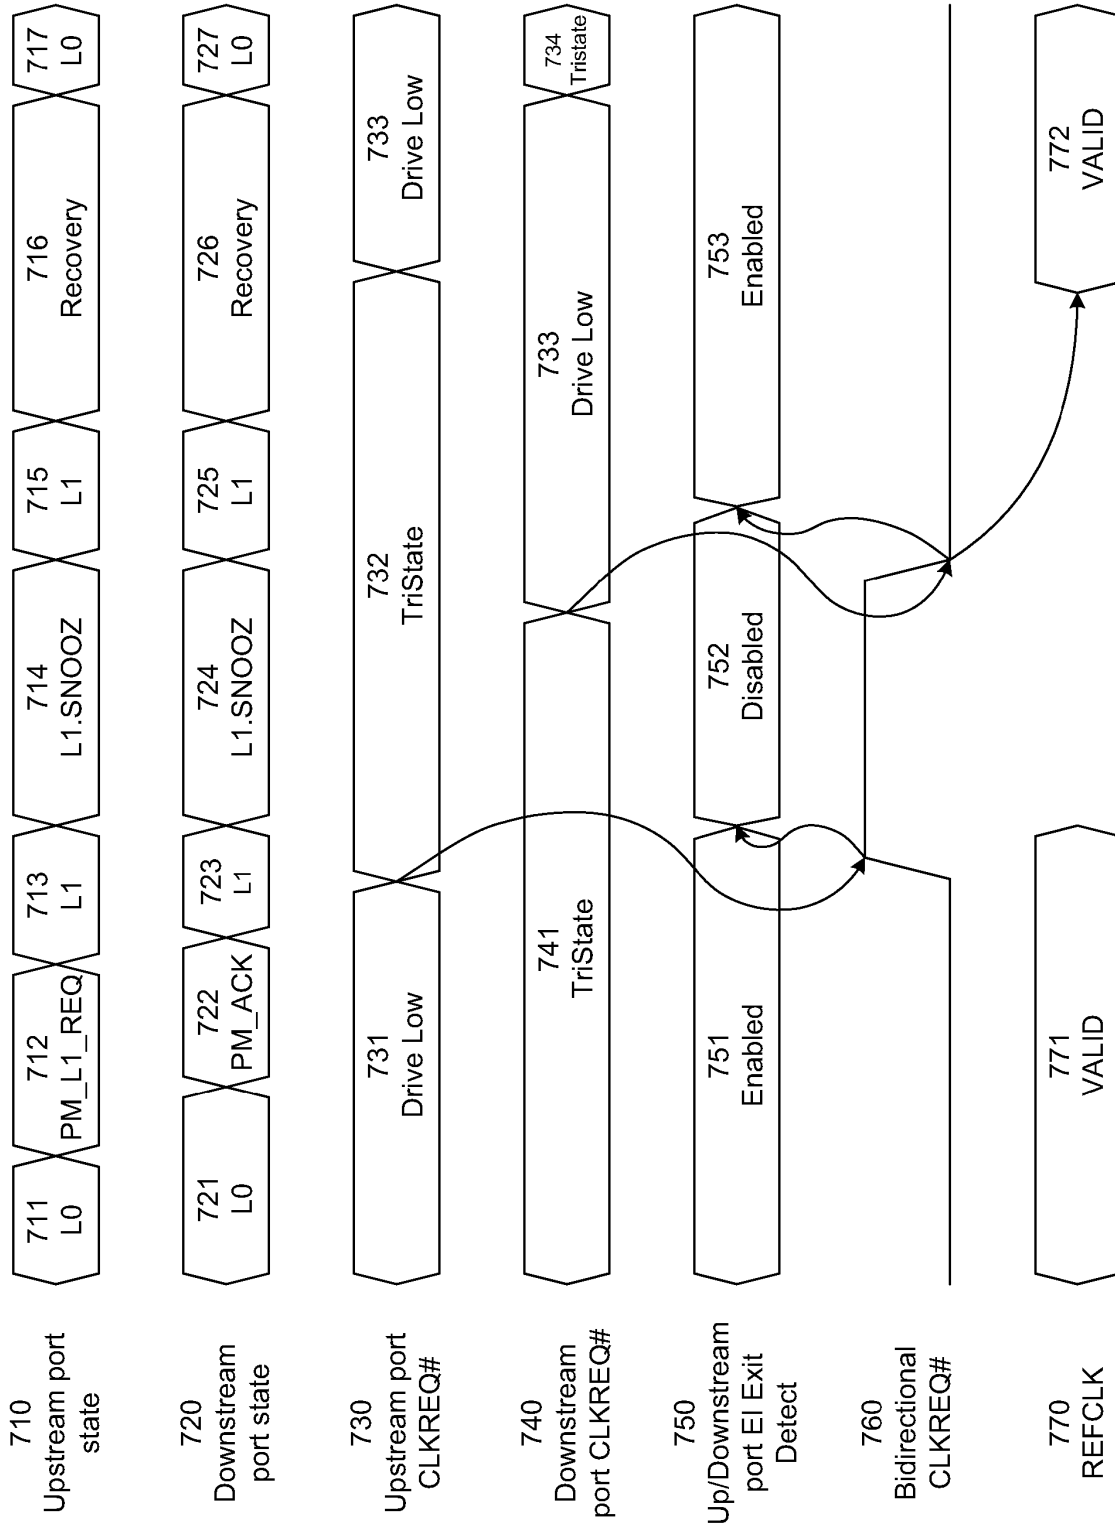 710
Upstream port
state
711
L0
712
PM_L1_REQ
713
L1
714
L1.SNOOZ
715
L1
716
Recovery
717
L0
720
Downstream
port state
721
L0
722
PM_ACK
723
L1
724
L1.SNOOZ
725
L1
726
Recovery
727
L0
730
Upstream port
CLKREQ#
731
Drive Low
732
TriState
733
Drive Low
740
Downstream
port CLKREQ#
741
TriState
733
Drive Low
734
Tristate
750
Up/Downstream
port EI Exit
Detect
751
Enabled
752
Disabled
753
Enabled
760
Bidirectional
CLKREQ#
770
REFCLK
771
VALID
772
VALID